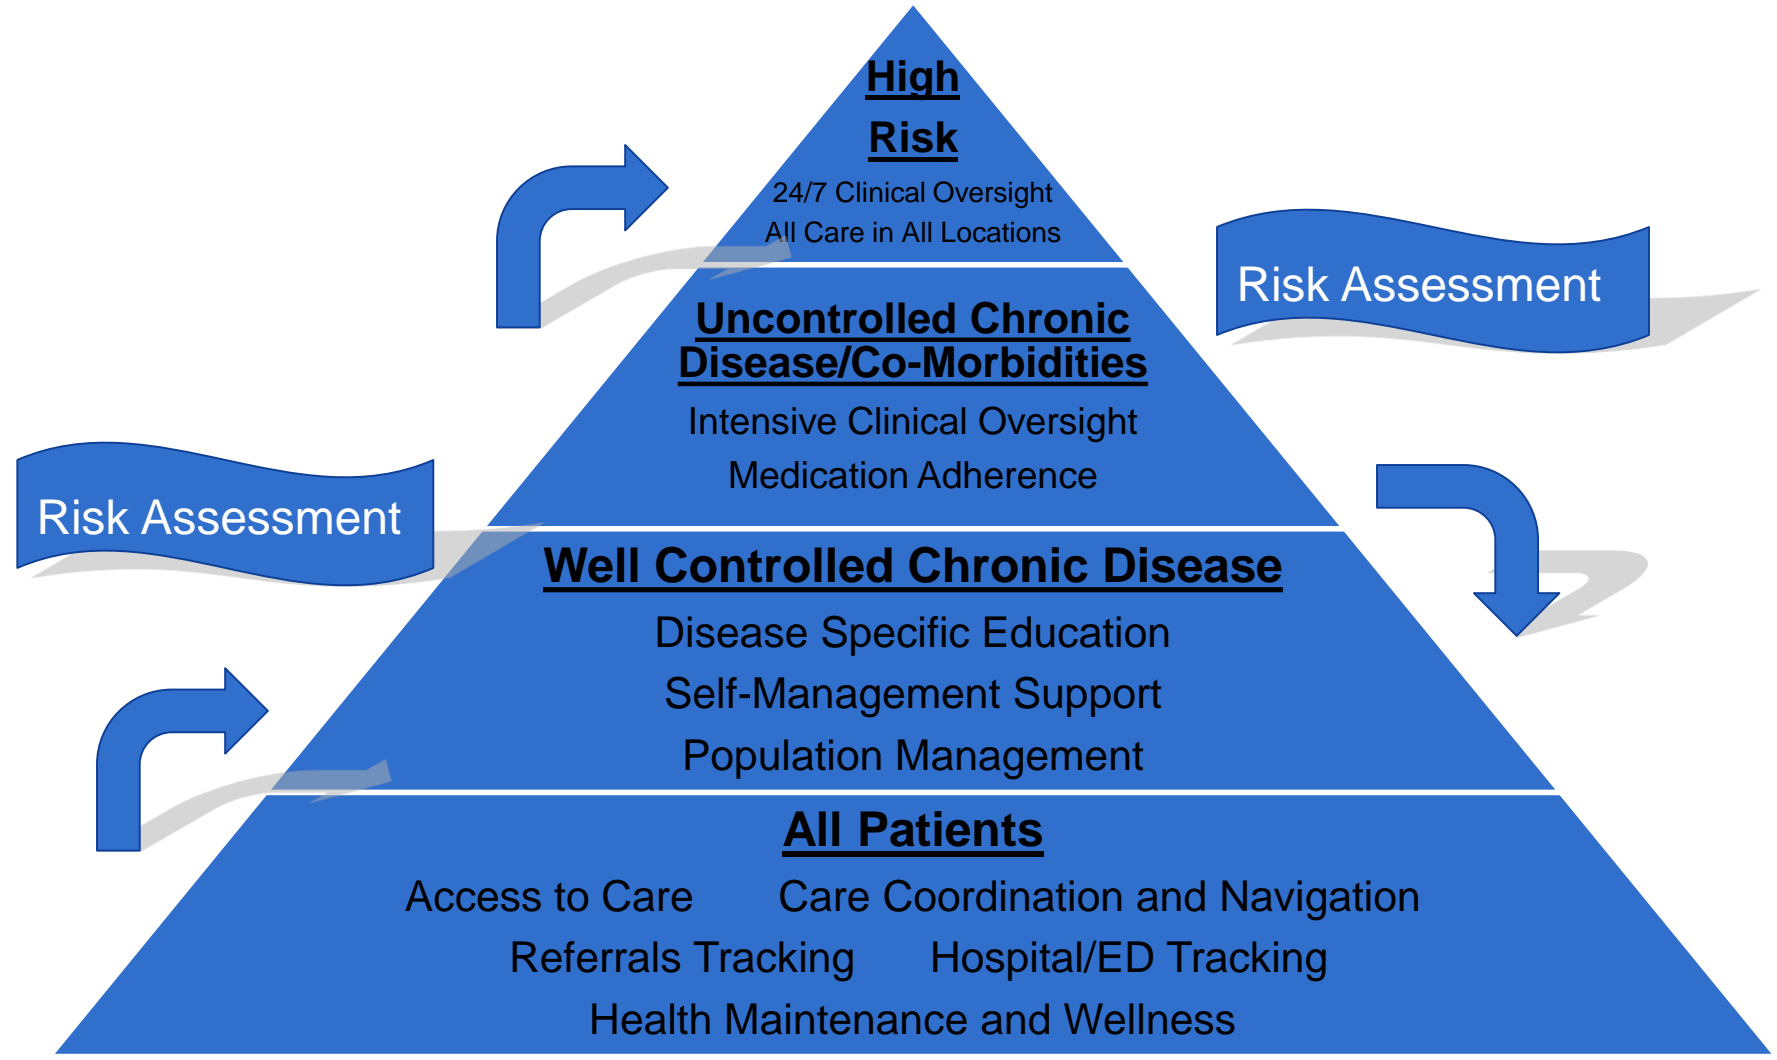 High
Risk
24/7 Clinical Oversight
All Care in All Locations
Risk Assessment
Uncontrolled Chronic
Disease/Co-Morbidities
Intensive Clinical Oversight
Medication Adherence
Risk Assessment
Well Controlled Chronic Disease
Disease Specific Education
Self-Management Support
Population Management
All Patients
Access to Care Care Coordination and Navigation
Referrals Tracking Hospital/ED Tracking
Health Maintenance and Wellness